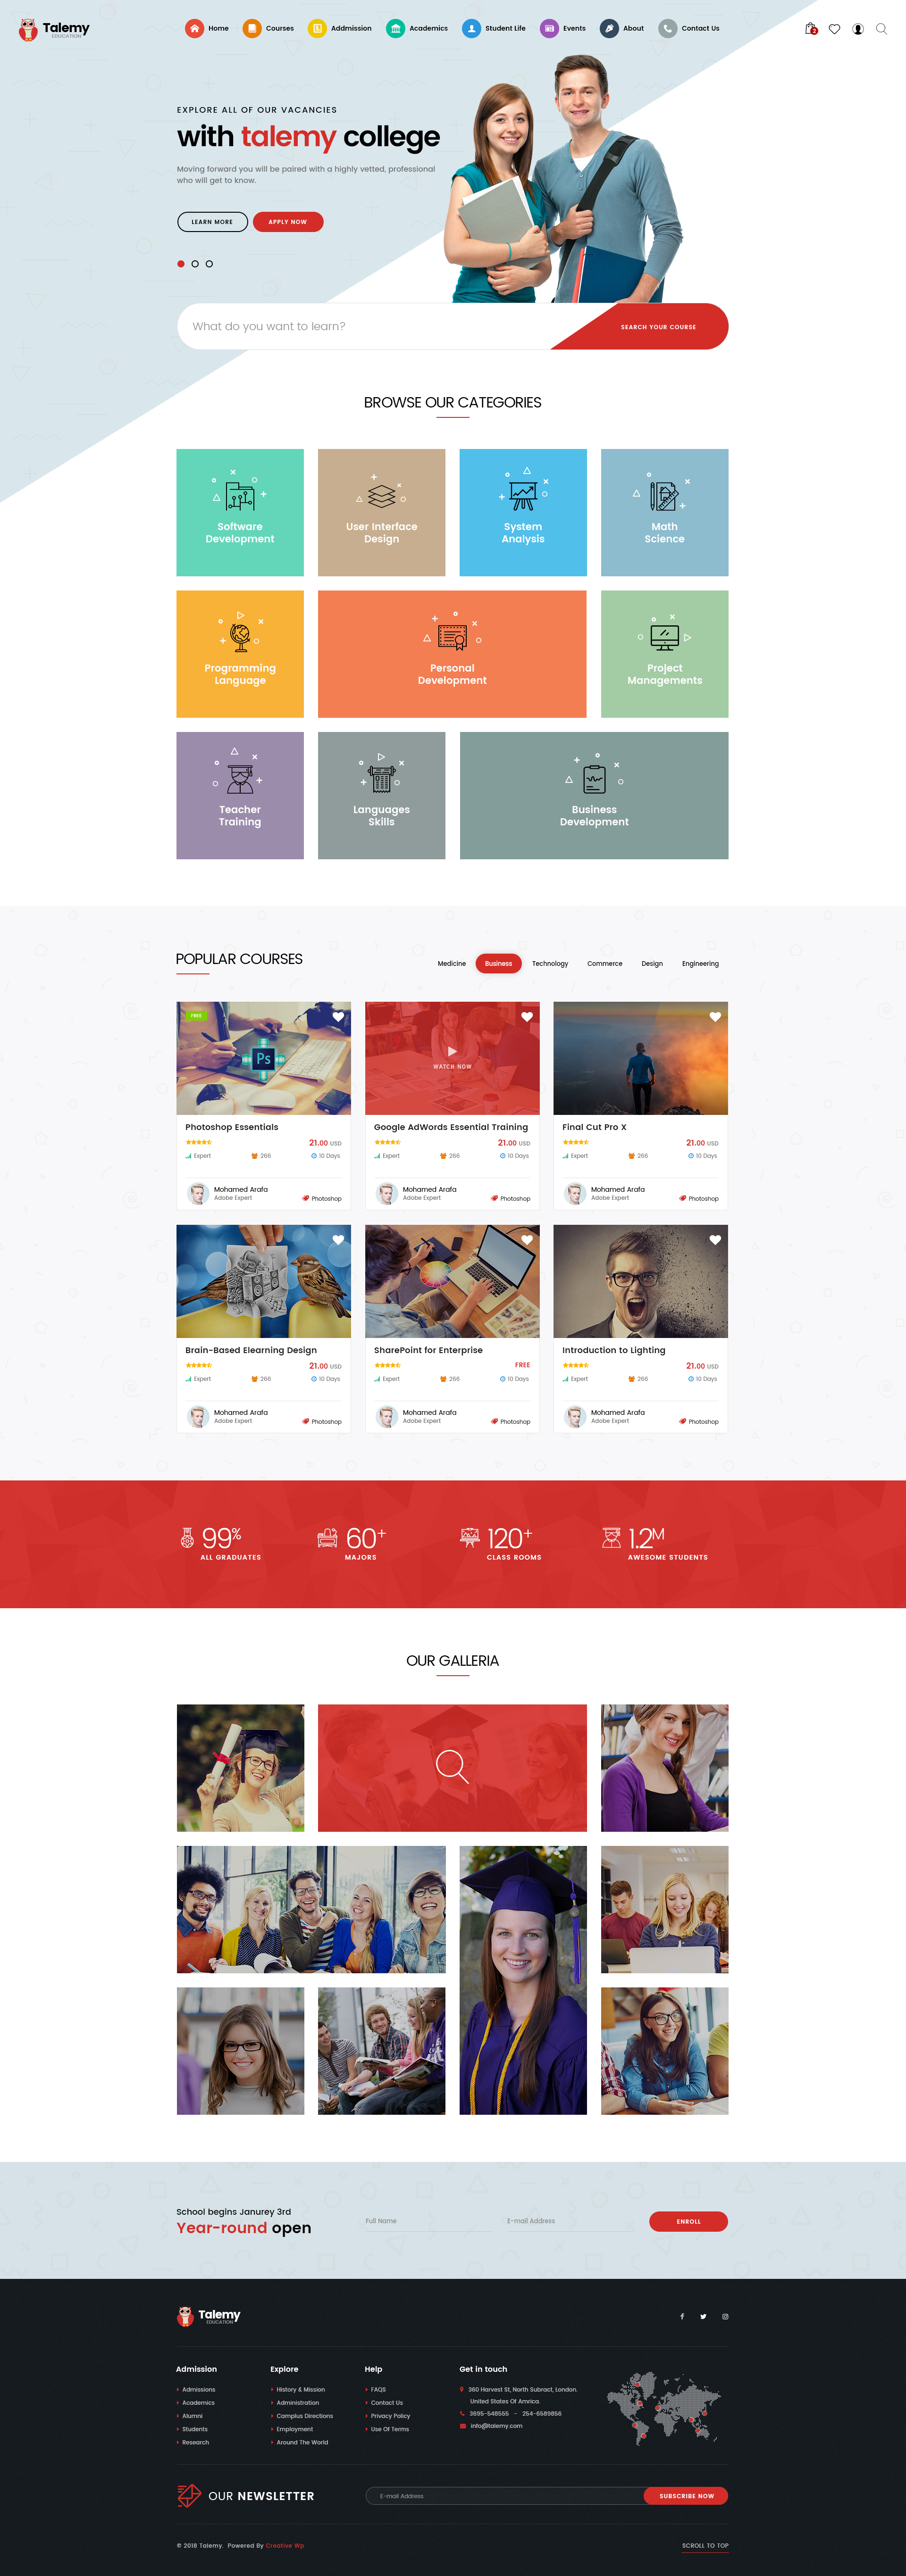 Talemy
EDUCATION
Home
Courses
Addmission
Academics
Student Life
Events
About
Contact Us
2
EXPLORE ALL OF OUR VACANCIES
with talemy college
Moving forward you will be paired with a highly vetted, professional
who will get to know.
LEARN MORE
APPLY NOW
What do you want to learn?
SEARCH YOUR COURSE
BROWSE OUR CATEGORIES
Software
Development
User Interface
Design
System
Analysis
Math
Science
Programming
Language
Personal
Development
Project
Managements
Teacher
Training
Languages
Skills
Business
Development
POPULAR COURSES
Medicine
Business
Technology
Commerce
Design
Engineering
FREE
Ps
WATCH NOW
Photoshop Essentials
21.00 USD
Expert
266
10 Days
Mohamed Arafa
Adobe Expert
Photoshop
Google AdWords Essential Training
21.00 USD
Expert
266
10 Days
Mohamed Arafa
Adobe Expert
Photoshop
Final Cut Pro X
21.00 USD
Expert
266
10 Days
Mohamed Arafa
Adobe Expert
Photoshop
Brain-Based Elearning Design
21.00 USD
Expert
266
10 Days
Mohamed Arafa
Adobe Expert
Photoshop
SharePoint for Enterprise
FREE
Expert
266
10 Days
Mohamed Arafa
Adobe Expert
Photoshop
Introduction to Lighting
21.00 USD
Expert
266
10 Days
Mohamed Arafa
Adobe Expert
Photoshop
99%
ALL GRADUATES
60+
MAJORS
120+
CLASS ROOMS
1.2M
AWESOME STUDENTS
OUR GALLERIA
School begins Janurey 3rd
Year-round open
Full Name
E-mail Address
ENROLL
Talemy
EDUCATION
Admission
Admissions
Academics
Alumni
Students
Research
Explore
History & Mission
Administration
Camplus Directions
Employment
Around The World
Help
FAQS
Contact Us
Privacy Policy
Use Of Terms
Get in touch
360 Harvest St, North Subract, London.
United States Of Amrica.
3695-548555 - 254-6589856
info@talemy.com
OUR NEWSLETTER
E-mail Address
SUBSCRIBE NOW
© 2018 Talemy. Powered By Creative Wp
SCROLL TO TOP